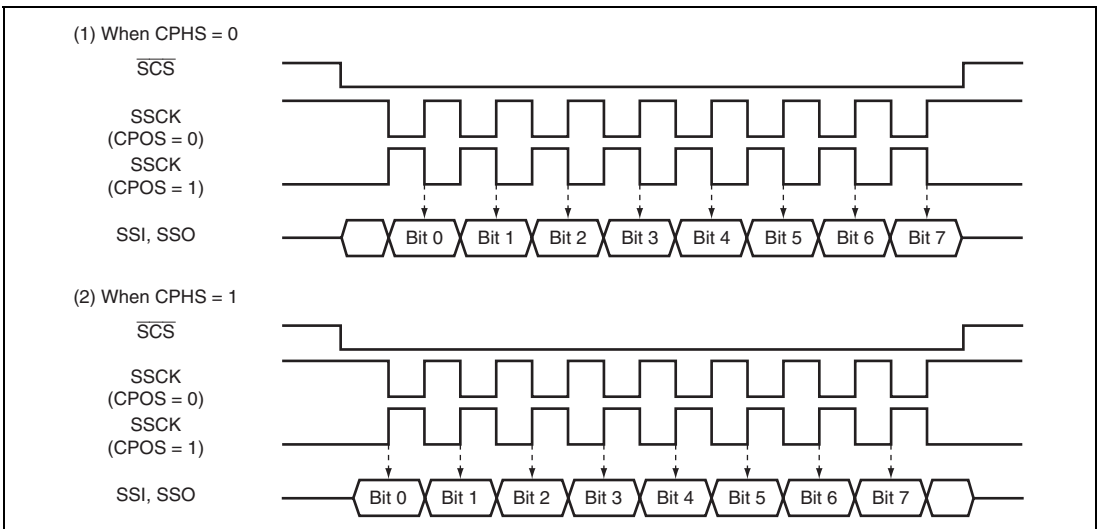 (1) When CPHS = 0
SCS
SSCK
(CPOS = 0)
SSCK
(CPOS = 1)
SSI, SSO
Bit 0 Bit 1 Bit 2 Bit 3 Bit 4 Bit 5 Bit 6 Bit 7
(2) When CPHS = 1
SCS
SSCK
(CPOS = 0)
SSCK
(CPOS = 1)
SSI, SSO
Bit 0 Bit 1 Bit 2 Bit 3 Bit 4 Bit 5 Bit 6 Bit 7